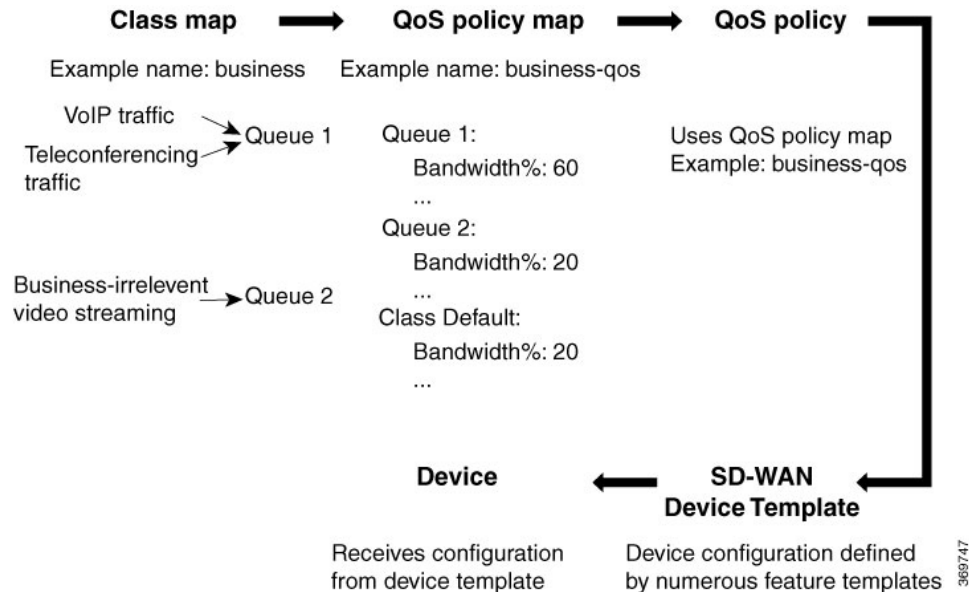 Class map
QoS policy map
QoS policy
Example name: business
Example name: business-qos
VoIP traffic
Teleconferencing
traffic
Queue 1
Business-irrelevent
video streaming
Queue 2
Queue 1:
Bandwidth%: 60
...
Queue 2:
Bandwidth%: 20
...
Class Default:
Bandwidth%: 20
...
Uses QoS policy map
Example: business-qos
Device
SD-WAN
Device Template
Receives configuration
from device template
Device configuration defined
by numerous feature templates
369747